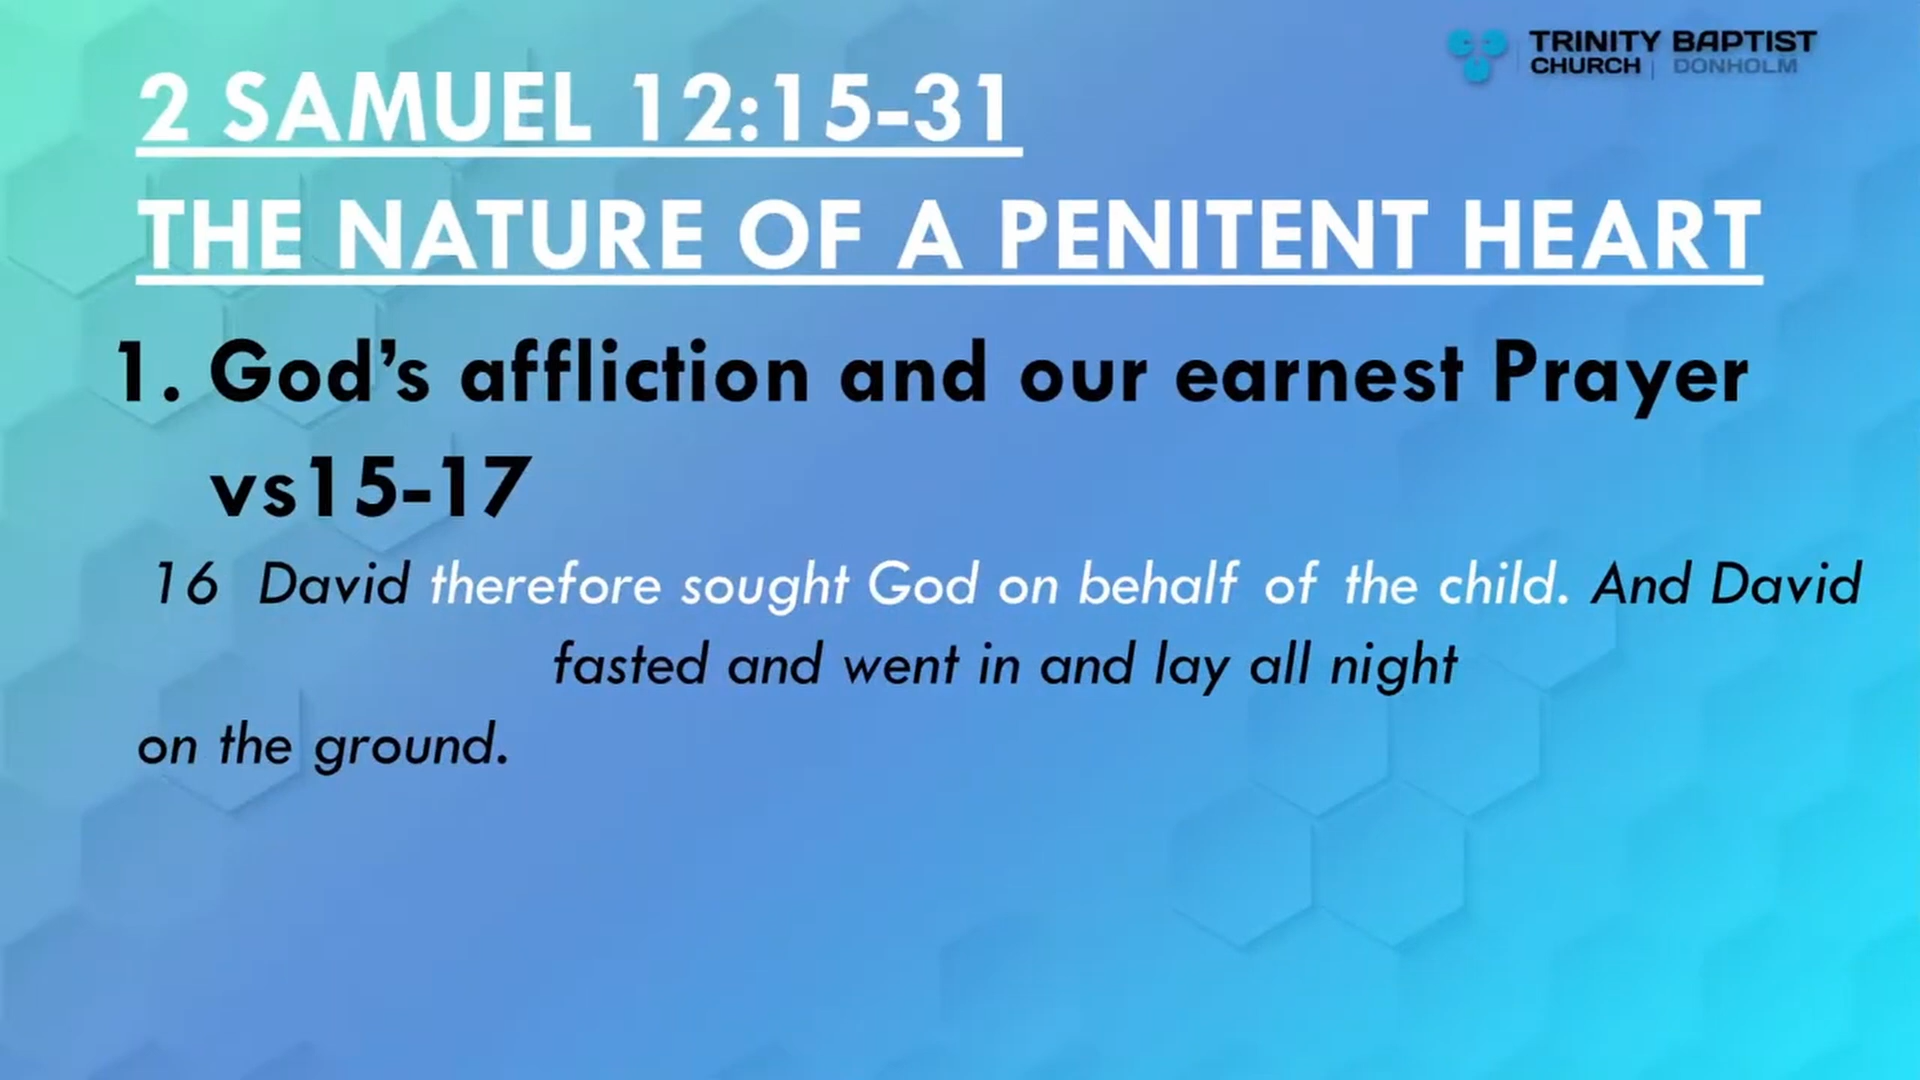 TRINITY BAPTIST
CHURCH | DONHOLM
2 SAMUEL 12:15-31
THE NATURE OF A PENITENT HEART
1. God’s affliction and our earnest Prayer
vs15-17
16 David therefore sought God on behalf of the child. And David
fasted and went in and lay all night
on the ground.